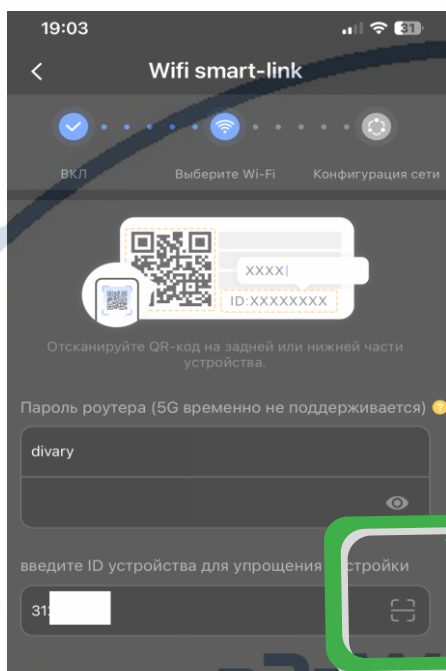 19:03
31
Wifi smart-link
ВКЛ
Выберите Wi-Fi
Конфигурация сети
XXXX
ID:XXXXXXXX
Отсканируйте QR-код на задней или нижней части
устройства.
Пароль роутера (5G временно не поддерживается) ?
divary
введите ID устройства для упрощения стройки
31